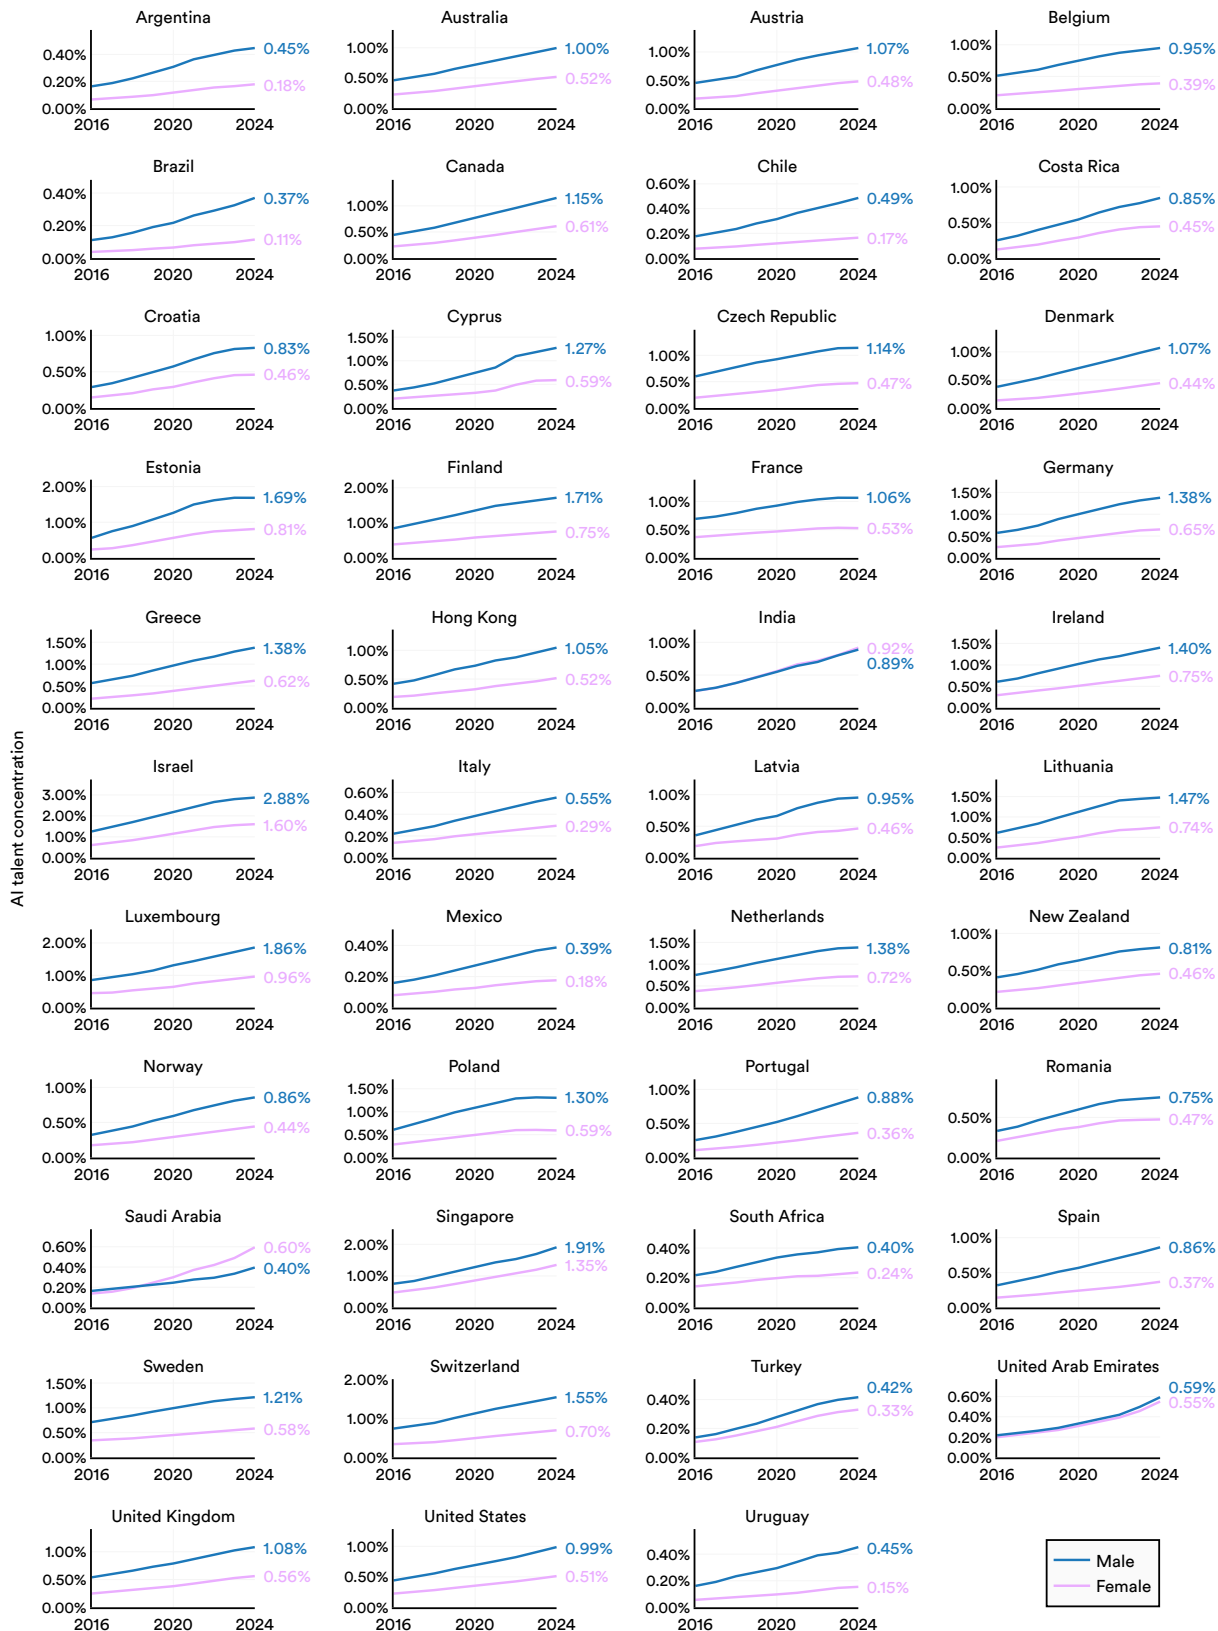 AI talent concentration
Argentina
0.40%
0.20%
0.00%
0.45%
0.18%
2016 2020 2024
Australia
1.00%
0.50%
0.00%
1.00%
0.52%
2016 2020 2024
Austria
1.00%
0.50%
0.00%
1.07%
0.48%
2016 2020 2024
Belgium
1.00%
0.50%
0.00%
0.95%
0.39%
2016 2020 2024
Brazil
0.40%
0.20%
0.00%
0.37%
0.11%
2016 2020 2024
Canada
1.00%
0.50%
0.00%
1.15%
0.61%
2016 2020 2024
Chile
0.60%
0.40%
0.20%
0.00%
0.49%
0.17%
2016 2020 2024
Costa Rica
1.00%
0.50%
0.00%
0.85%
0.45%
2016 2020 2024
Croatia
1.00%
0.50%
0.00%
0.83%
0.46%
2016 2020 2024
Cyprus
1.50%
1.00%
0.50%
0.00%
1.27%
0.59%
2016 2020 2024
Czech Republic
1.00%
0.50%
0.00%
1.14%
0.47%
2016 2020 2024
Denmark
1.00%
0.50%
0.00%
1.07%
0.44%
2016 2020 2024
Estonia
2.00%
1.00%
0.00%
1.69%
0.81%
2016 2020 2024
Finland
2.00%
1.00%
0.00%
1.71%
0.75%
2016 2020 2024
France
1.00%
0.50%
0.00%
1.06%
0.53%
2016 2020 2024
Germany
1.50%
1.00%
0.50%
0.00%
1.38%
0.65%
2016 2020 2024
Greece
1.50%
1.00%
0.50%
0.00%
1.38%
0.62%
2016 2020 2024
Hong Kong
1.00%
0.50%
0.00%
1.05%
0.52%
2016 2020 2024
India
1.00%
0.50%
0.00%
0.92%
0.89%
2016 2020 2024
Ireland
1.50%
1.00%
0.50%
0.00%
1.40%
0.75%
2016 2020 2024
Israel
3.00%
2.00%
1.00%
0.00%
2.88%
1.60%
2016 2020 2024
Italy
0.60%
0.40%
0.20%
0.00%
0.55%
0.29%
2016 2020 2024
Latvia
1.00%
0.50%
0.00%
0.95%
0.46%
2016 2020 2024
Lithuania
1.50%
1.00%
0.50%
0.00%
1.47%
0.74%
2016 2020 2024
Luxembourg
2.00%
1.00%
0.00%
1.86%
0.96%
2016 2020 2024
Mexico
0.40%
0.20%
0.00%
0.39%
0.18%
2016 2020 2024
Netherlands
1.50%
1.00%
0.50%
0.00%
1.38%
0.72%
2016 2020 2024
New Zealand
1.00%
0.50%
0.00%
0.81%
0.46%
2016 2020 2024
Norway
1.00%
0.50%
0.00%
0.86%
0.44%
2016 2020 2024
Poland
1.50%
1.00%
0.50%
0.00%
1.30%
0.59%
2016 2020 2024
Portugal
1.00%
0.50%
0.00%
0.88%
0.36%
2016 2020 2024
Romania
0.50%
0.00%
0.75%
0.47%
2016 2020 2024
Saudi Arabia
0.60%
0.40%
0.20%
0.00%
0.60%
0.40%
2016 2020 2024
Singapore
2.00%
1.00%
0.00%
1.91%
1.35%
2016 2020 2024
South Africa
0.40%
0.20%
0.00%
0.40%
0.24%
2016 2020 2024
Spain
1.00%
0.50%
0.00%
0.86%
0.37%
2016 2020 2024
Sweden
1.50%
1.00%
0.50%
0.00%
1.21%
0.58%
2016 2020 2024
Switzerland
2.00%
1.00%
0.00%
1.55%
0.70%
2016 2020 2024
Turkey
0.40%
0.20%
0.00%
0.42%
0.33%
2016 2020 2024
United Arab Emirates
0.60%
0.40%
0.20%
0.00%
0.59%
0.55%
2016 2020 2024
United Kingdom
1.00%
0.50%
0.00%
1.08%
0.56%
2016 2020 2024
United States
1.00%
0.50%
0.00%
0.99%
0.51%
2016 2020 2024
Uruguay
0.40%
0.20%
0.00%
0.45%
0.15%
2016 2020 2024
Male
Female